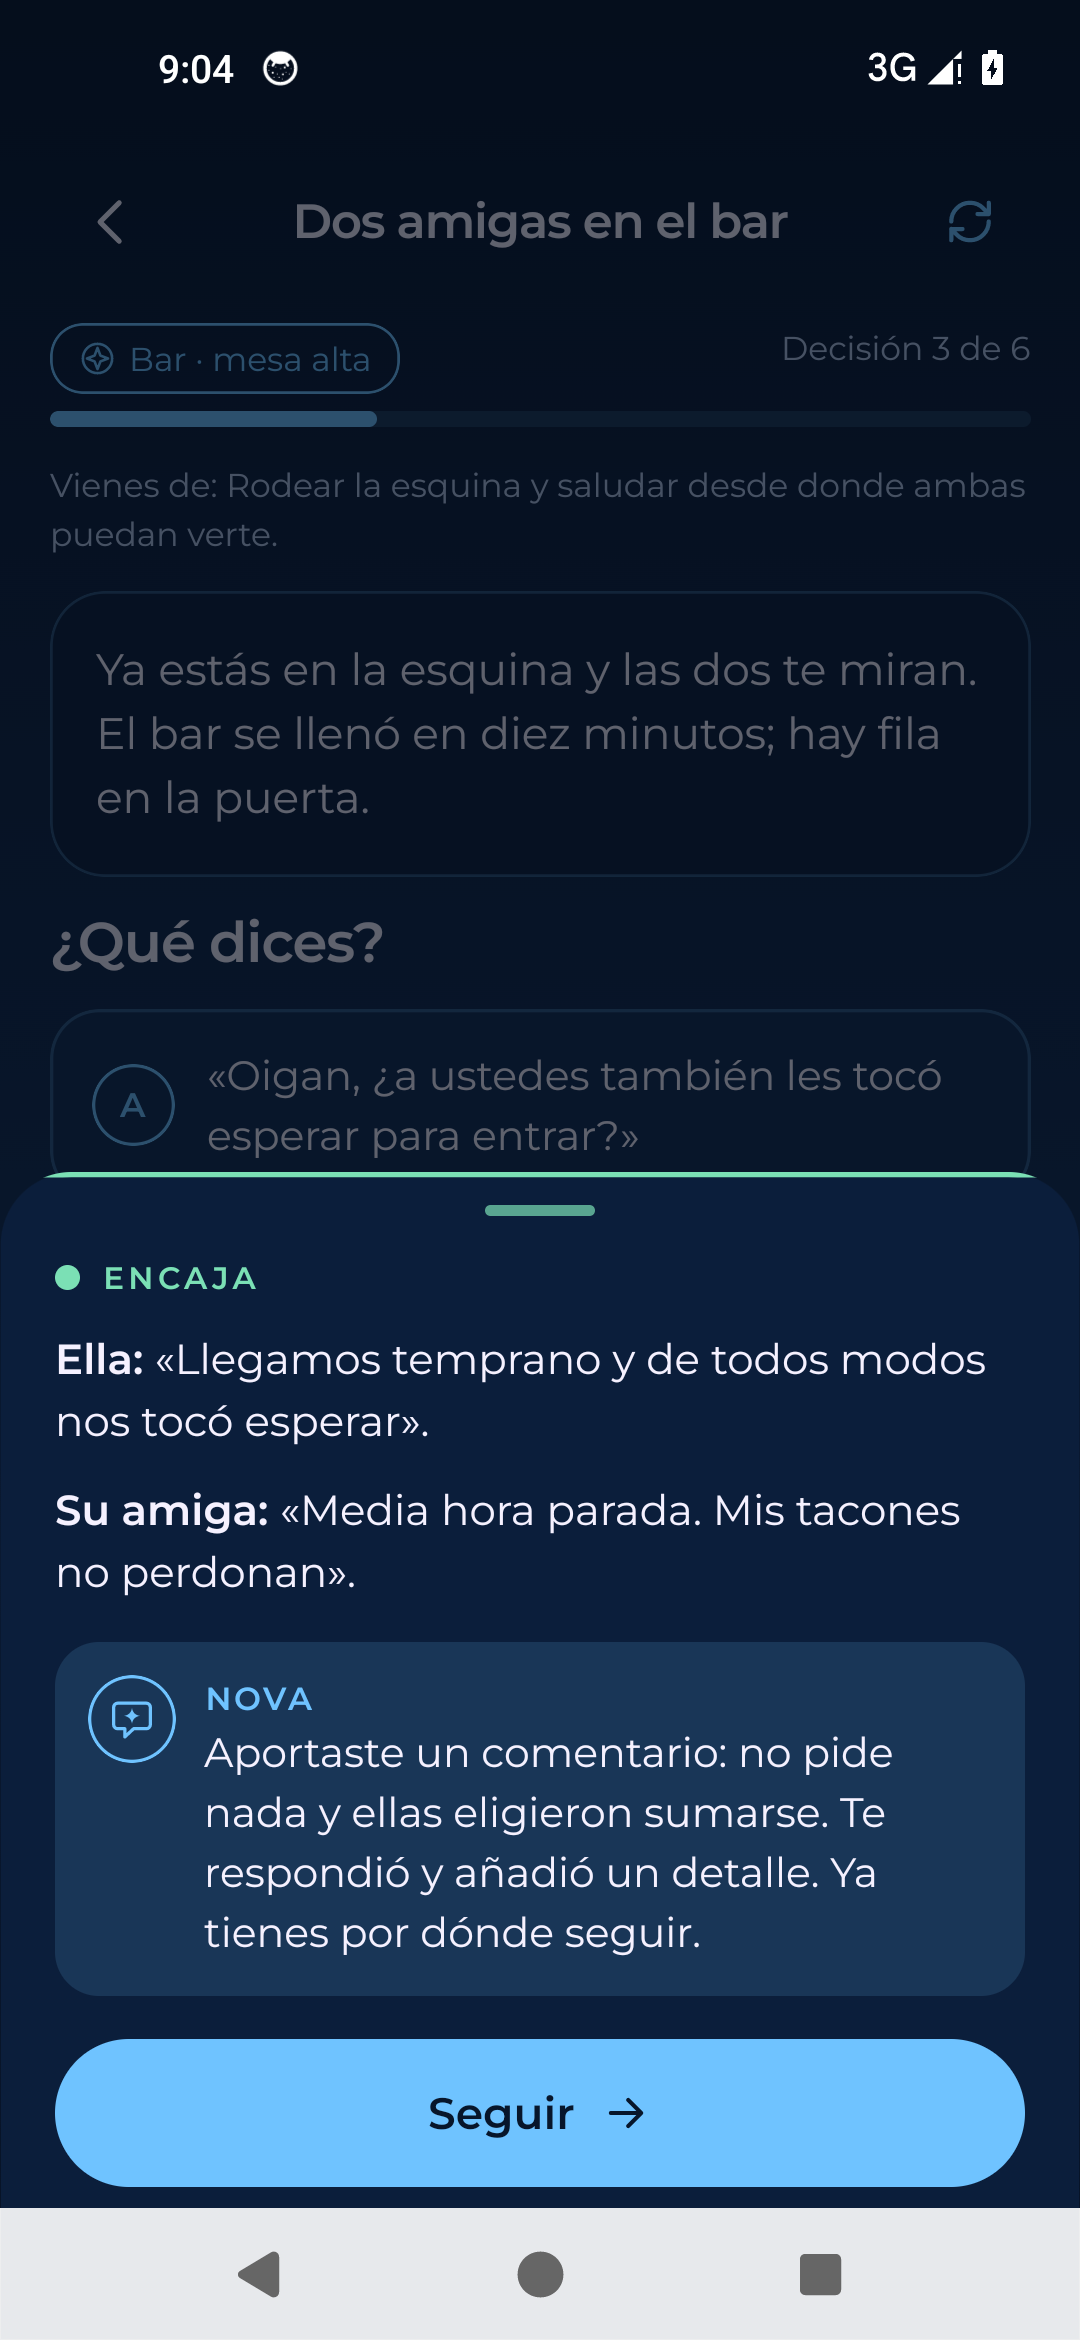 9:04
3G
Dos amigas en el bar
Bar · mesa alta
Decisión 3 de 6
Vienes de: Rodear la esquina y saludar desde donde ambas
puedan verte.
Ya estás en la esquina y las dos te miran.
El bar se llenó en diez minutos; hay fila
en la puerta.
¿Qué dices?
A
«Oigan, ¿a ustedes también les tocó
esperar para entrar?»
ENCAJA
Ella: «Llegamos temprano y de todos modos
nos tocó esperar».
Su amiga: «Media hora parada. Mis tacones
no perdonan».
NOVA
Aportaste un comentario: no pide
nada y ellas eligieron sumarse. Te
respondió y añadió un detalle. Ya
tienes por dónde seguir.
Seguir →